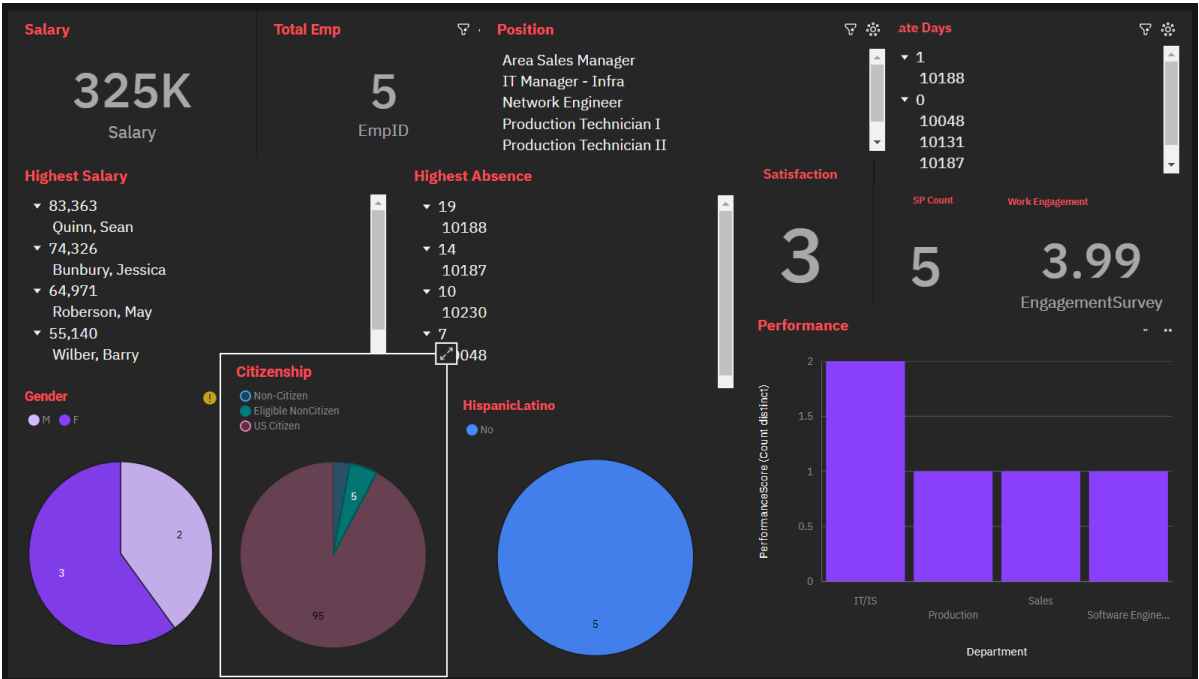 Salary
325K
Salary
Total Emp
5
EmpID
Position
Area Sales Manager
IT Manager - Infra
Network Engineer
Production Technician I
Production Technician II
ate Days
1
10188
0
10048
10131
10187
Highest Salary
83,363
Quinn, Sean
74,326
Bunbury, Jessica
64,971
Roberson, May
55,140
Wilber, Barry
Highest Absence
19
10188
14
10187
10
10230
7
0048
Satisfaction
3
SP Count
5
Work Engagement
3.99
EngagementSurvey
Gender
!
M F
2
3
Citizenship
Non-Citizen
Eligible NonCitizen
US Citizen
5
95
HispanicLatino
No
5
Performance
PerformanceScore (Count distinct)
2
1.5
1
0.5
0
IT/IS
Production
Sales
Software Engine...
Department